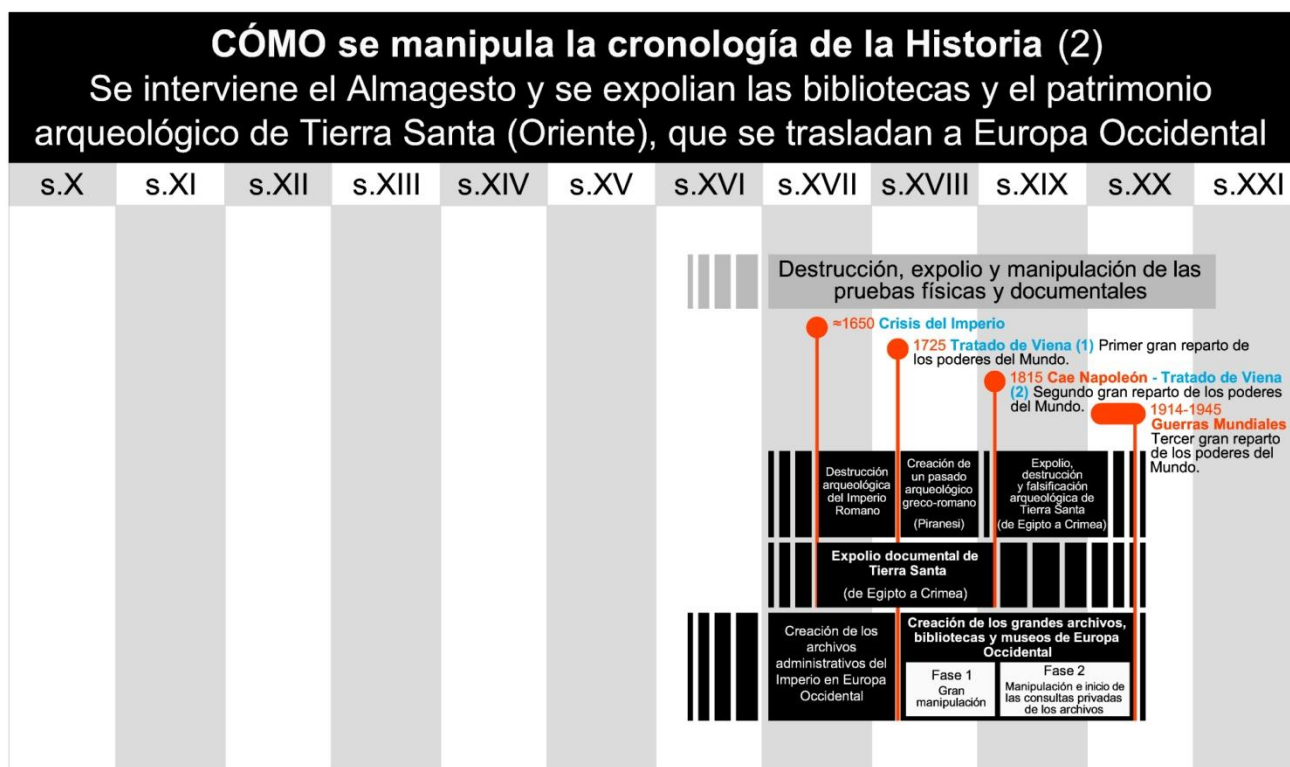 CÓMO se manipula la cronología de la Historia (2)
Se interviene el Almagesto y se expolian las bibliotecas y el patrimonio
arqueológico de Tierra Santa (Oriente), que se trasladan a Europa Occidental
s.X s.XI s.XII s.XIII s.XIV s.XV s.XVI s.XVII s.XVIII s.XIX s.XX s.XXI
Destrucción, expolio y manipulación de las
pruebas físicas y documentales
≈1650 Crisis del Imperio
1725 Tratado de Viena (1) Primer gran reparto de
los poderes del Mundo.
1815 Cae Napoleón - Tratado de Viena
(2) Segundo gran reparto de los poderes
del Mundo.
1914-1945
Guerras Mundiales
Tercer gran reparto
de los poderes del
Mundo.
Destrucción
arqueológica
del Imperio
Romano
Creación de
un pasado
arqueológico
greco-romano
(Piranesi)
Expolio,
destrucción
y falsificación
arqueológica de
Tierra Santa
(de Egipto a Crimea)
Expolio documental de
Tierra Santa
(de Egipto a Crimea)
Creación de los
archivos
administrativos del
Imperio en Europa
Occidental
Creación de los grandes archivos,
bibliotecas y museos de Europa
Occidental
Fase 1
Gran
manipulación
Fase 2
Manipulación e inicio de
las consultas privadas
de los archivos